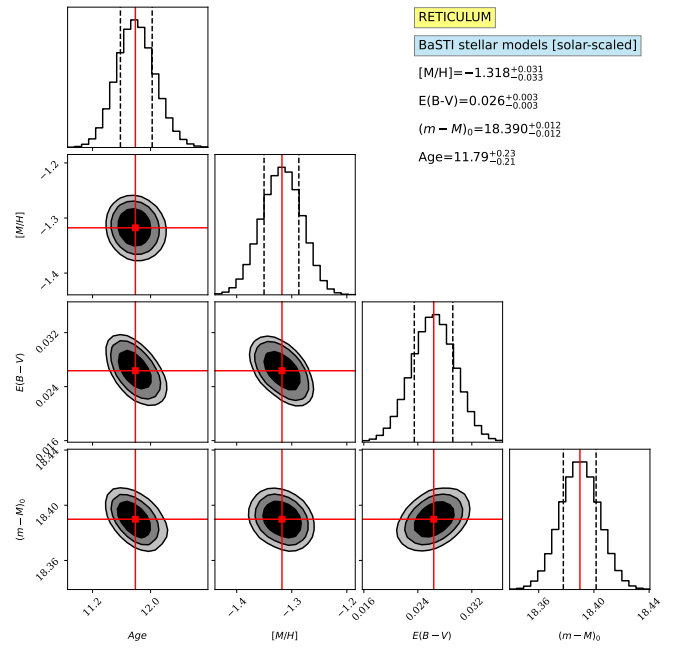 RETICULUM
BaSTI stellar models [solar-scaled]
[M/H]=−1.318+0.031−0.033
E(B-V)=0.026+0.003−0.003
(m − M)0=18.390+0.012−0.012
Age=11.79+0.23−0.21
−1.2
−1.3
−1.4
[M/H]
0.032
0.024
0.016
E(B − V)
18.44
18.40
18.36
(m − M)0
11.2
12.0
Age
−1.4
−1.3
−1.2
[M/H]
0.016
0.024
0.032
E(B − V)
18.36
18.40
18.44
(m − M)0